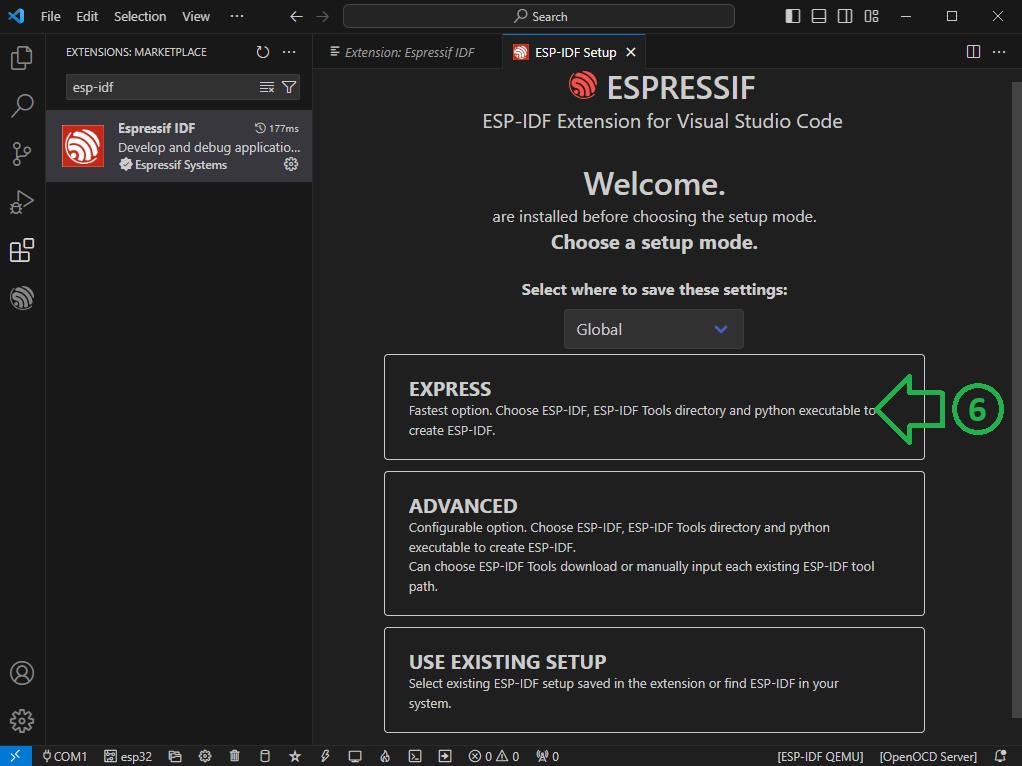 File Edit Selection View ··· Search
EXTENSIONS: MARKETPLACE ···
Extension: Espressif IDF
ESP-IDF Setup
esp-idf
Espressif IDF 177ms
Develop and debug applicatio...
Espressif Systems
ESPRESSIF
ESP-IDF Extension for Visual Studio Code
Welcome.
are installed before choosing the setup mode.
Choose a setup mode.
Select where to save these settings:
Global
EXPRESS
Fastest option. Choose ESP-IDF, ESP-IDF Tools directory and python executable to
create ESP-IDF.
6
ADVANCED
Configurable option. Choose ESP-IDF, ESP-IDF Tools directory and python
executable to create ESP-IDF.
Can choose ESP-IDF Tools download or manually input each existing ESP-IDF tool
path.
USE EXISTING SETUP
Select existing ESP-IDF setup saved in the extension or find ESP-IDF in your
system.
COM1 esp32 0 0 0 [ESP-IDF QEMU] [OpenOCD Server]